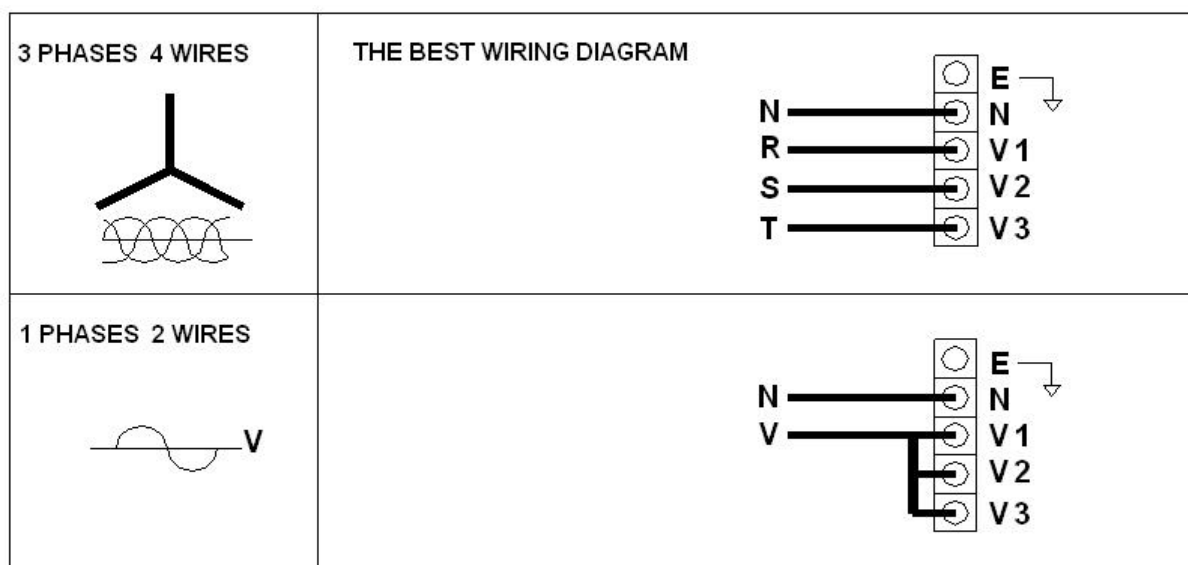 3 PHASES 4 WIRES
THE BEST WIRING DIAGRAM
E
N N
R V1
S V2
T V3
1 PHASES 2 WIRES
V
E
N N
V V1
V2
V3